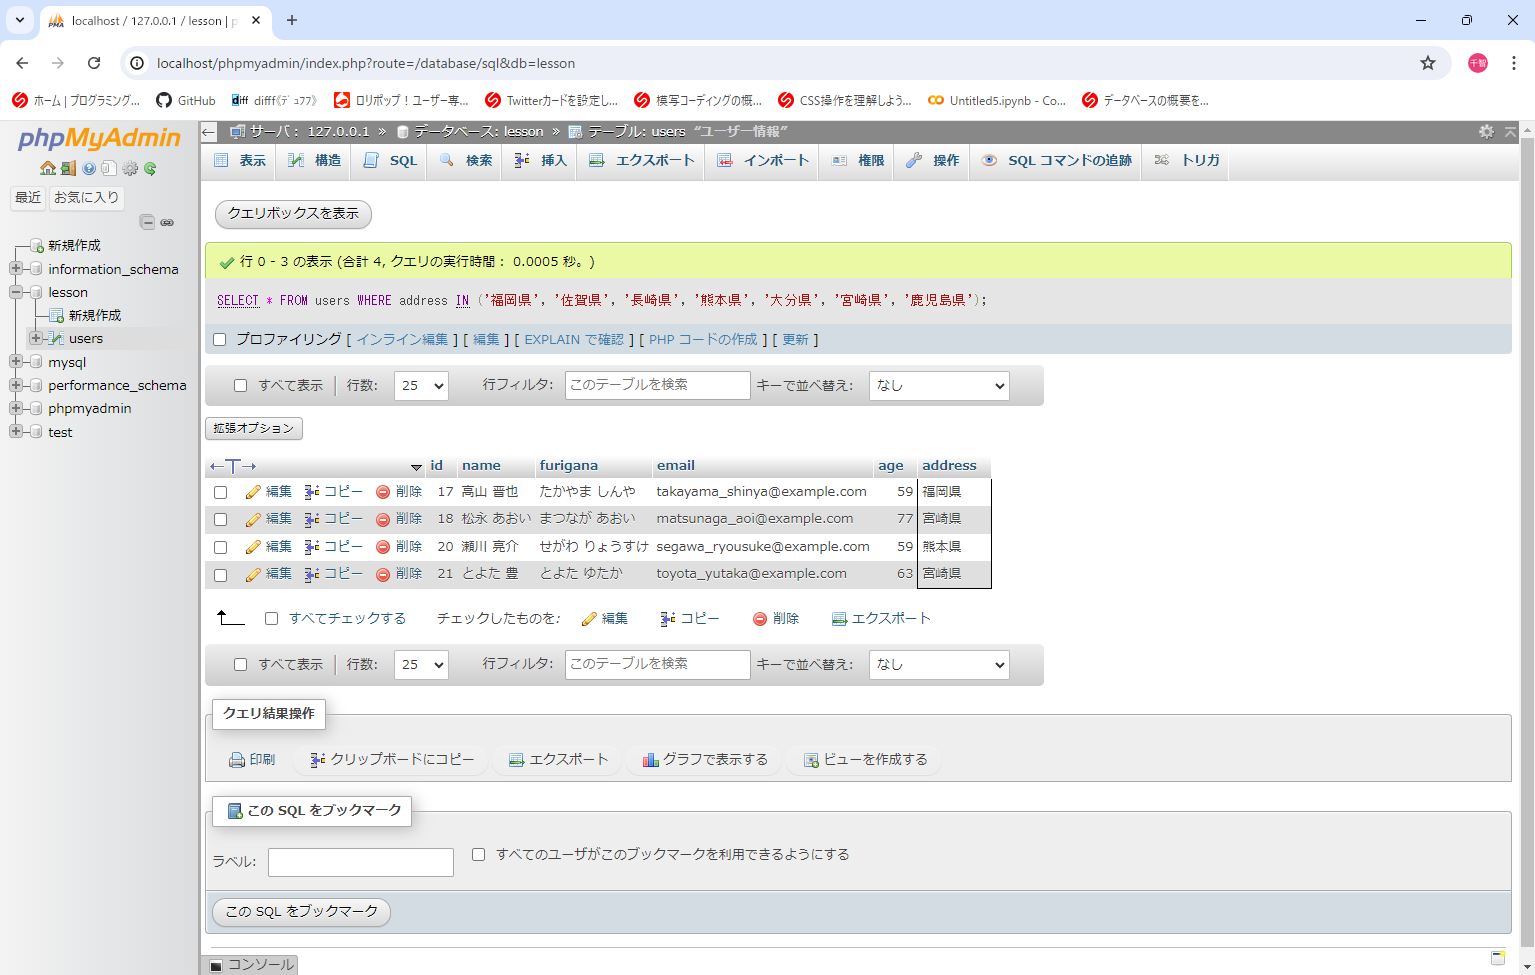 localhost / 127.0.0.1 / lesson | p
localhost/phpmyadmin/index.php?route=/database/sql&db=lesson
千智
ホーム | プログラミング...
GitHub
diff difff《ﾃﾞｭﾌﾌ》
ロリポップ！ユーザー専...
Twitterカードを設定し...
模写コーディングの概...
CSS操作を理解しよう...
Untitled5.ipynb - Co...
データベースの概要を...
phpMyAdmin
最近 お気に入り
新規作成
information_schema
lesson
新規作成
users
mysql
performance_schema
phpmyadmin
test
サーバ： 127.0.0.1 » データベース: lesson » テーブル: users “ユーザー情報”
表示 構造 SQL 検索 挿入 エクスポート インポート 権限 操作 SQL コマンドの追跡 トリガ
クエリボックスを表示
行 0 - 3 の表示 (合計 4, クエリの実行時間： 0.0005 秒。)
SELECT * FROM users WHERE address IN ('福岡県', '佐賀県', '長崎県', '熊本県', '大分県', '宮崎県', '鹿児島県');
プロファイリング [ インライン編集 ] [ 編集 ] [ EXPLAIN で確認 ] [ PHP コードの作成 ] [ 更新 ]
すべて表示 行数: 25 行フィルタ: このテーブルを検索 キーで並べ替え: なし
拡張オプション
id name furigana email age address
編集 コピー 削除 17 高山 晋也 たかやま しんや takayama_shinya@example.com 59 福岡県
編集 コピー 削除 18 松永 あおい まつなが あおい matsunaga_aoi@example.com 77 宮崎県
編集 コピー 削除 20 瀬川 亮介 せがわ りょうすけ segawa_ryousuke@example.com 59 熊本県
編集 コピー 削除 21 とよた 豊 とよた ゆたか toyota_yutaka@example.com 63 宮崎県
すべてチェックする チェックしたものを: 編集 コピー 削除 エクスポート
すべて表示 行数: 25 行フィルタ: このテーブルを検索 キーで並べ替え: なし
クエリ結果操作
印刷 クリップボードにコピー エクスポート グラフで表示する ビューを作成する
この SQL をブックマーク
ラベル: すべてのユーザがこのブックマークを利用できるようにする
この SQL をブックマーク
コンソール